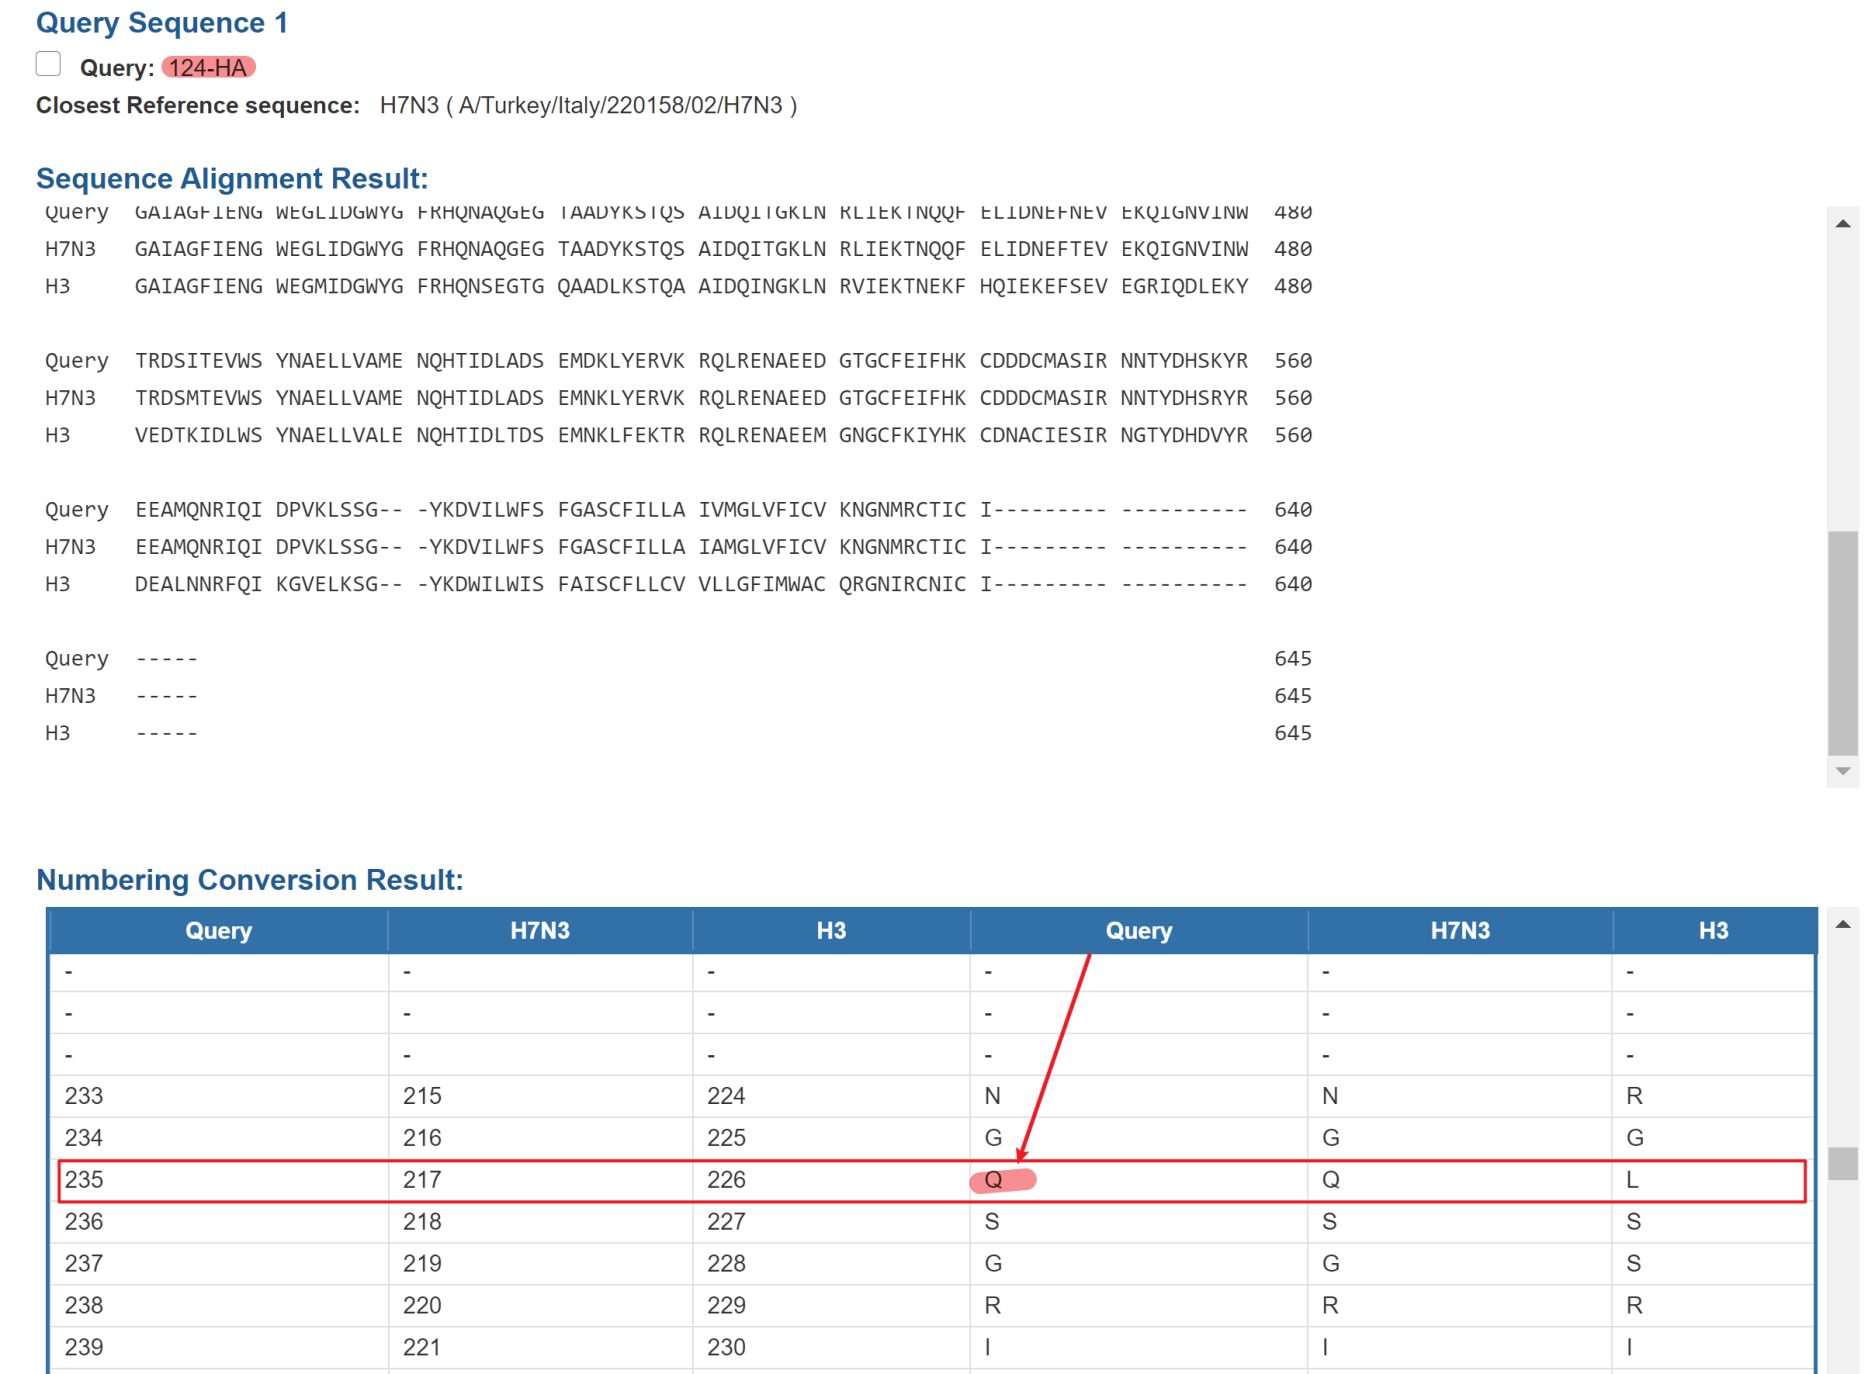 Query Sequence 1
Query: 124-HA
Closest Reference sequence: H7N3 ( A/Turkey/Italy/220158/02/H7N3 )
Sequence Alignment Result:
Query GAIAGFIENG WEGLIDGWYG FRHQNAQGEG TAADYKSTQS AIDQITGKLN RLIEKTNQQF ELIDNEFNEV EKQIGNVINW 480
H7N3 GAIAGFIENG WEGLIDGWYG FRHQNAQGEG TAADYKSTQS AIDQITGKLN RLIEKTNQQF ELIDNEFTEV EKQIGNVINW 480
H3 GAIAGFIENG WEGMIDGWYG FRHQNSEGTG QAADLKSTQA AIDQINGKLN RVIEKTNEKF HQIEKEFSEV EGRIQDLEKY 480
Query TRDSITEVWS YNAELLVAME NQHTIDLADS EMDKLYERVK RQLRENAEED GTGCFEIFHK CDDDCMASIR NNTYDHSKYR 560
H7N3 TRDSMTEVWS YNAELLVAME NQHTIDLADS EMNKLYERVK RQLRENAEED GTGCFEIFHK CDDDCMASIR NNTYDHSRYR 560
H3 VEDTKIDLWS YNAELLVALE NQHTIDLTDS EMNKLFEKTR RQLRENAEEM GNGCFKIYHK CDNACIESIR NGTYDHDVYR 560
Query EEAMQNRIQI DPVKLSSG-- -YKDVILWFS FGASCFILLA IVMGLVFICV KNGNMRCTIC I--------- ---------- 640
H7N3 EEAMQNRIQI DPVKLSSG-- -YKDVILWFS FGASCFILLA IAMGLVFICV KNGNMRCTIC I--------- ---------- 640
H3 DEALNNRFQI KGVELKSG-- -YKDWILWIS FAISCFLLCV VLLGFIMWAC QRGNIRCNIC I--------- ---------- 640
Query ----- 645
H7N3 ----- 645
H3 ----- 645
Numbering Conversion Result:
Query H7N3 H3 Query H7N3 H3
- - - - - -
- - - - - -
- - - - - -
233 215 224 N N R
234 216 225 G G G
235 217 226 Q Q L
236 218 227 S S S
237 219 228 G G S
238 220 229 R R R
239 221 230 I I I